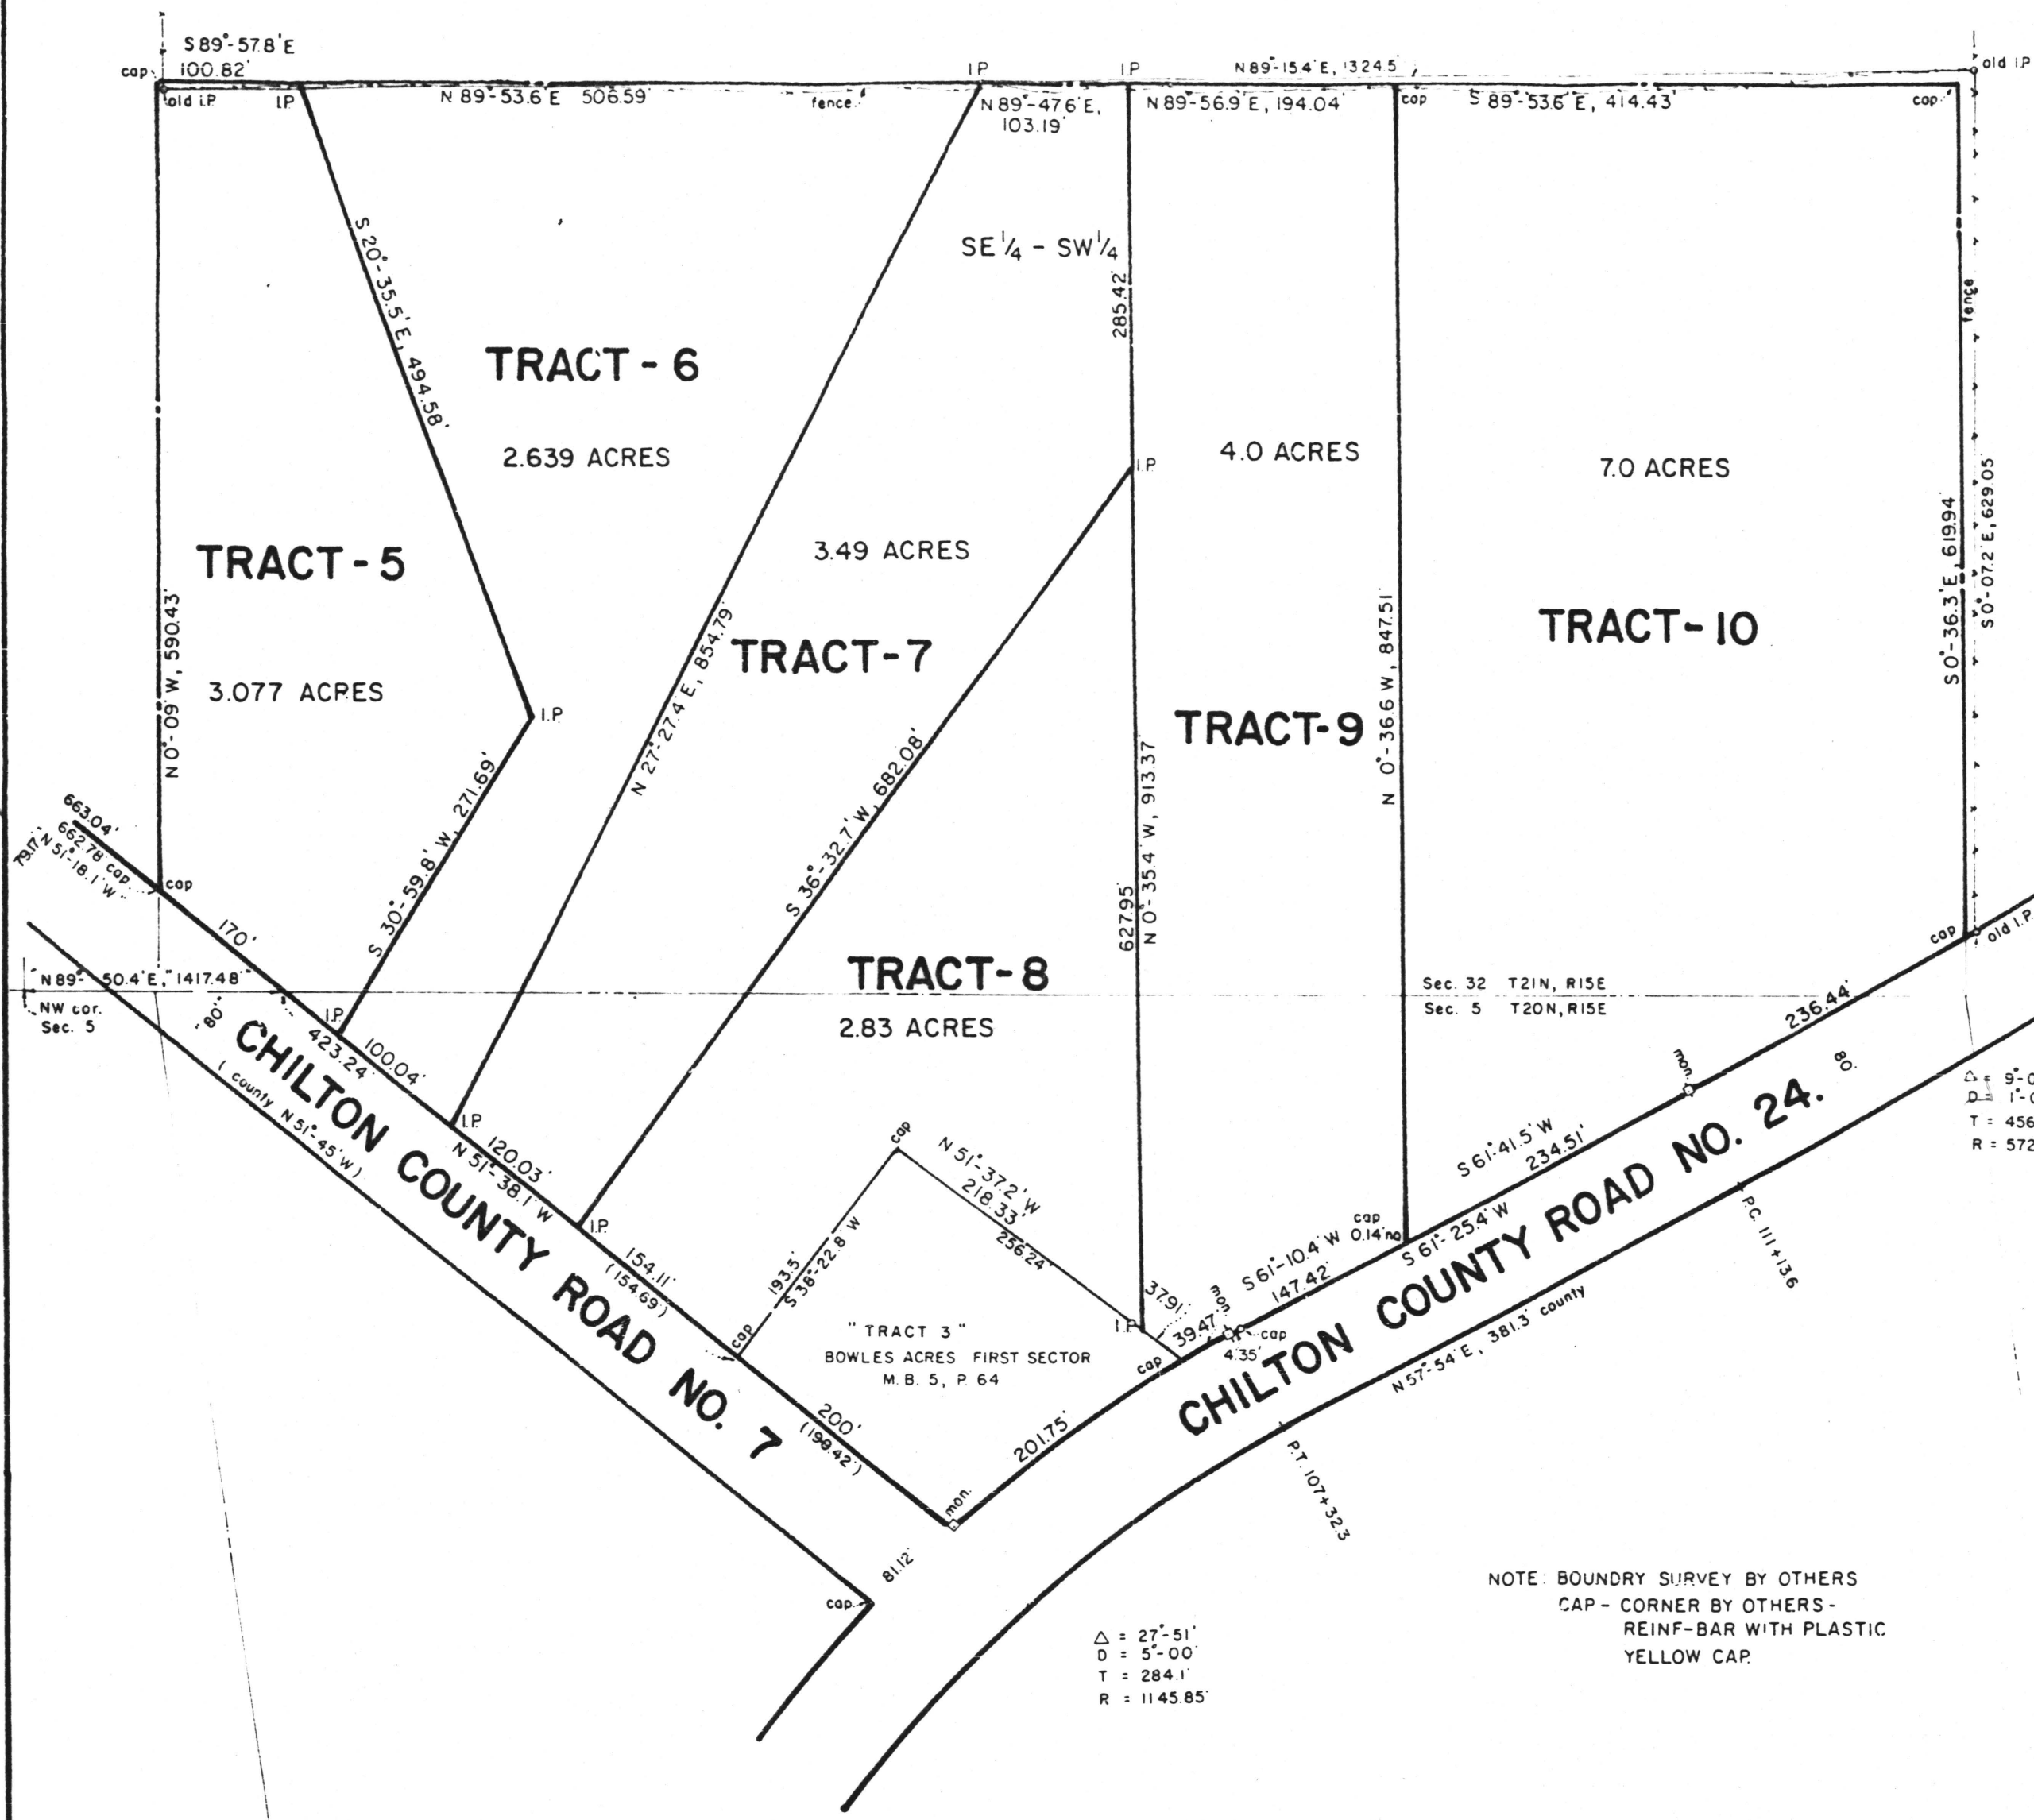 S 89°-57.8' E
100.82'
cap
old I.P.
I.P.
N 89°-53.6 E 506.59
fence
I.P.
N 89°-47.6' E,
103.19'
I.P.
N 89°-56.9' E, 194.04'
N 89°-15.4' E, 1324.5'
cap
S 89°-53.6' E, 414.43'
cap
old I.P.
S 20°-35.5' E, 494.58'
SE 1/4 - SW 1/4
285.42'
fence
TRACT-6
2.639 ACRES
4.0 ACRES
7.0 ACRES
I.P.
TRACT-5
3.077 ACRES
N 0°-09' W, 590.43'
3.49 ACRES
TRACT-7
N 27°-27.4' E, 854.79'
TRACT-9
N 0°-36.6 W, 847.51'
TRACT-10
S 0°-36.3' E, 619.94'
S 0°-07.2' E, 629.05'
I.P.
S 30°-59.8' W, 271.69'
S 36°-32.7' W, 682.08'
627.95'
N 0°-35.4' W, 913.37'
663.04'
662.78' cap
N 51°-18.1' W
79.17'
cap
170'
TRACT-8
2.83 ACRES
cap
old I.P.
N 89°-50.4' E, 1417.48'
NW cor.
Sec. 5
80'
Sec. 32 T21N, R15E
Sec. 5 T20N, R15E
I.P.
423.24'
100.04'
236.44'
mon.
80'
CHILTON COUNTY ROAD NO. 7
(county N 51°-45' W)
I.P.
120.03'
N 51°-38.1' W
I.P.
154.11'
(154.69')
cap
193.5'
S 38°-22.8' W
cap
N 51°-37.2' W
218.33'
256.24'
37.91'
I.P.
"TRACT 3"
BOWLES ACRES FIRST SECTOR
M.B. 5, P. 64
cap
39.47'
mon.
cap
4.35'
S 61°-10.4' W
147.42'
cap
0.14' no
S 61°-25.4' W
S 61°-41.5' W
234.51'
CHILTON COUNTY ROAD NO. 24.
N 57°-54' E, 381.3' county
P.C. 111+13.6
P.T. 107+32.3
Δ = 9°-0
D = 1°-0
T = 456
R = 572
200'
201.75'
mon.
81.12'
cap
Δ = 27°-51'
D = 5°-00'
T = 284.1'
R = 1145.85'
NOTE: BOUNDRY SURVEY BY OTHERS
CAP - CORNER BY OTHERS -
REINF-BAR WITH PLASTIC
YELLOW CAP.